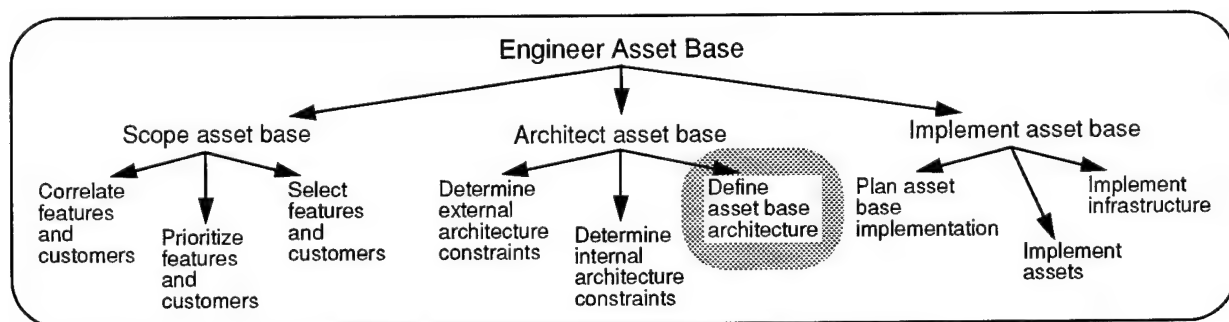 Engineer Asset Base
Scope asset base
Architect asset base
Implement asset base
Correlate
features
and
customers
Prioritize
features
and
customers
Select
features
and
customers
Determine
external
architecture
constraints
Determine
internal
architecture
constraints
Define
asset base
architecture
Plan asset
base
implementation
Implement
assets
Implement
infrastructure